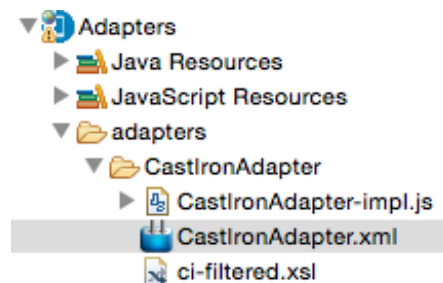 Adapters
Java Resources
JavaScript Resources
adapters
CastIronAdapter
CastIronAdapter-impl.js
CastIronAdapter.xml
ci-filtered.xsl